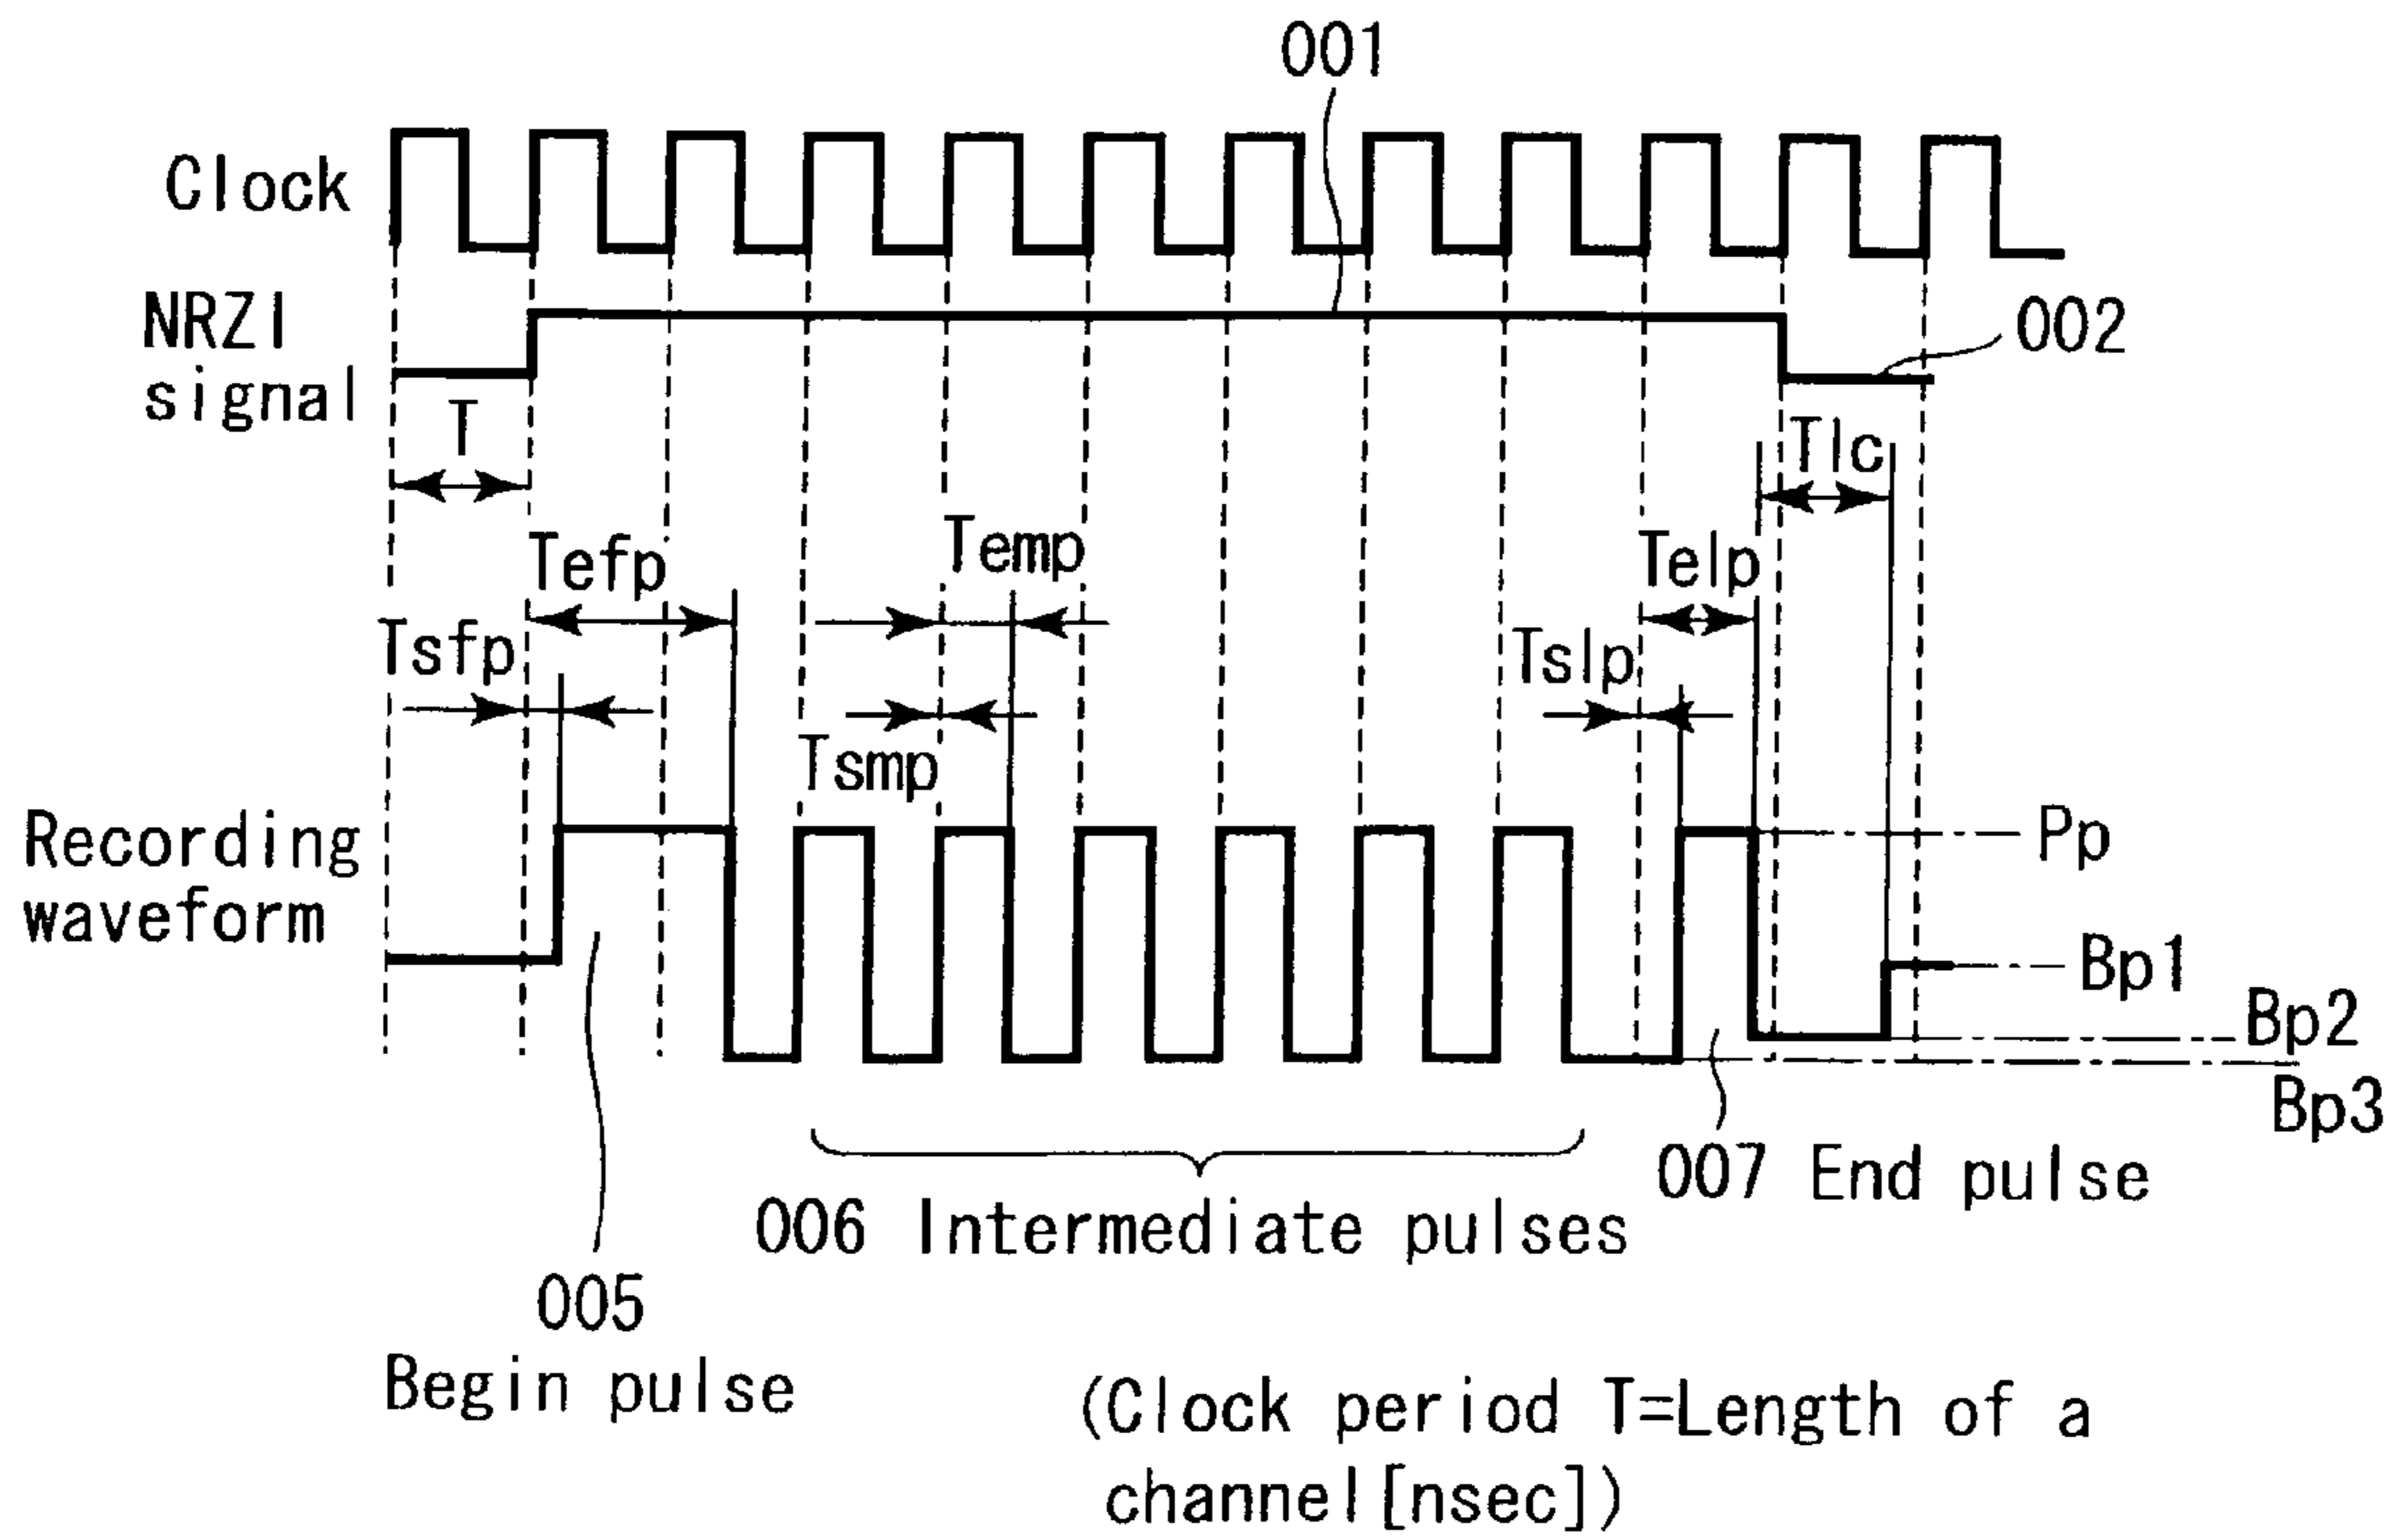 001
Clock
NRZI
signal
002
T
Tlc
Tefp
Temp
Telp
Tsfp
Tslp
Tsmp
Recording
waveform
Pp
Bp1
Bp2
Bp3
007 End pulse
006 Intermediate pulses
005
Begin pulse
(Clock period T=Length of a
channel[nsec])